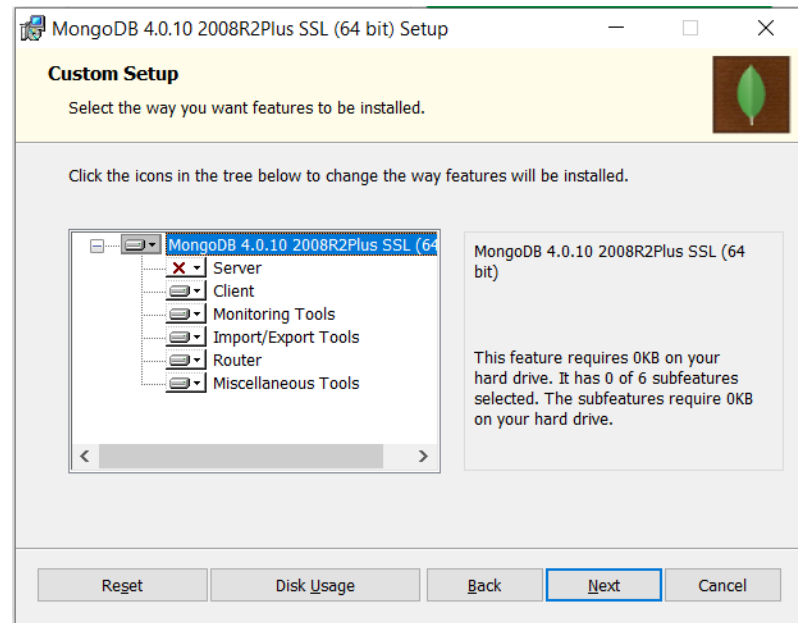 MongoDB 4.0.10 2008R2Plus SSL (64 bit) Setup
Custom Setup
Select the way you want features to be installed.
Click the icons in the tree below to change the way features will be installed.
MongoDB 4.0.10 2008R2Plus SSL (64
Server
Client
Monitoring Tools
Import/Export Tools
Router
Miscellaneous Tools
MongoDB 4.0.10 2008R2Plus SSL (64
bit)
This feature requires 0KB on your
hard drive. It has 0 of 6 subfeatures
selected. The subfeatures require 0KB
on your hard drive.
Reset
Disk Usage
Back
Next
Cancel